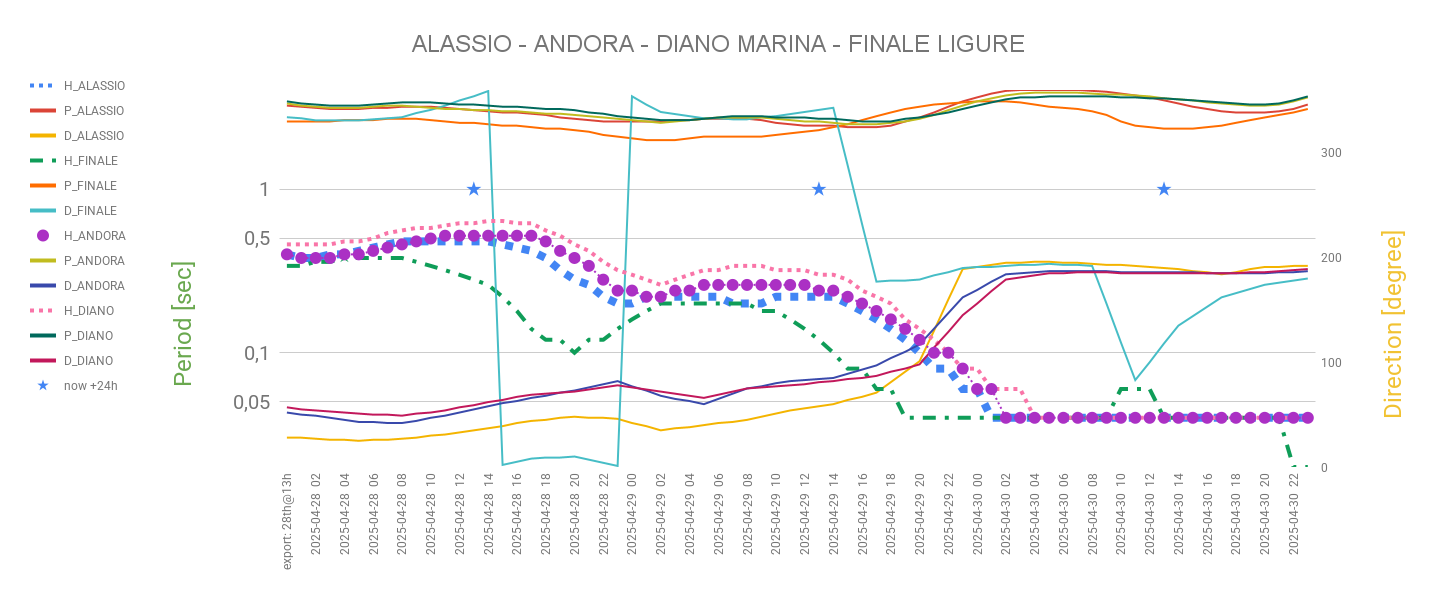 ALASSIO - ANDORA - DIANO MARINA - FINALE LIGURE
H_ALASSIO
P_ALASSIO
D_ALASSIO
H_FINALE
P_FINALE
D_FINALE
H_ANDORA
P_ANDORA
D_ANDORA
H_DIANO
P_DIANO
D_DIANO
now +24h
Period [sec]
1
0,5
0,1
0,05
300
200
100
0
Direction [degree]
export: 28th@13h
2025-04-28 02
2025-04-28 04
2025-04-28 06
2025-04-28 08
2025-04-28 10
2025-04-28 12
2025-04-28 14
2025-04-28 16
2025-04-28 18
2025-04-28 20
2025-04-28 22
2025-04-29 00
2025-04-29 02
2025-04-29 04
2025-04-29 06
2025-04-29 08
2025-04-29 10
2025-04-29 12
2025-04-29 14
2025-04-29 16
2025-04-29 18
2025-04-29 20
2025-04-29 22
2025-04-30 00
2025-04-30 02
2025-04-30 04
2025-04-30 06
2025-04-30 08
2025-04-30 10
2025-04-30 12
2025-04-30 14
2025-04-30 16
2025-04-30 18
2025-04-30 20
2025-04-30 22